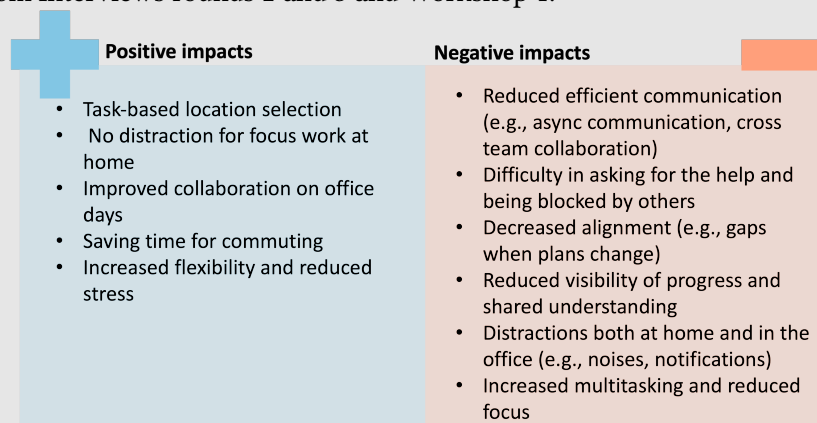 Positive impacts
• Task-based location selection
• No distraction for focus work at
home
• Improved collaboration on office
days
• Saving time for commuting
• Increased flexibility and reduced
stress
Negative impacts
• Reduced efficient communication
(e.g., async communication, cross
team collaboration)
• Difficulty in asking for the help and
being blocked by others
• Decreased alignment (e.g., gaps
when plans change)
• Reduced visibility of progress and
shared understanding
• Distractions both at home and in the
office (e.g., noises, notifications)
• Increased multitasking and reduced
focus